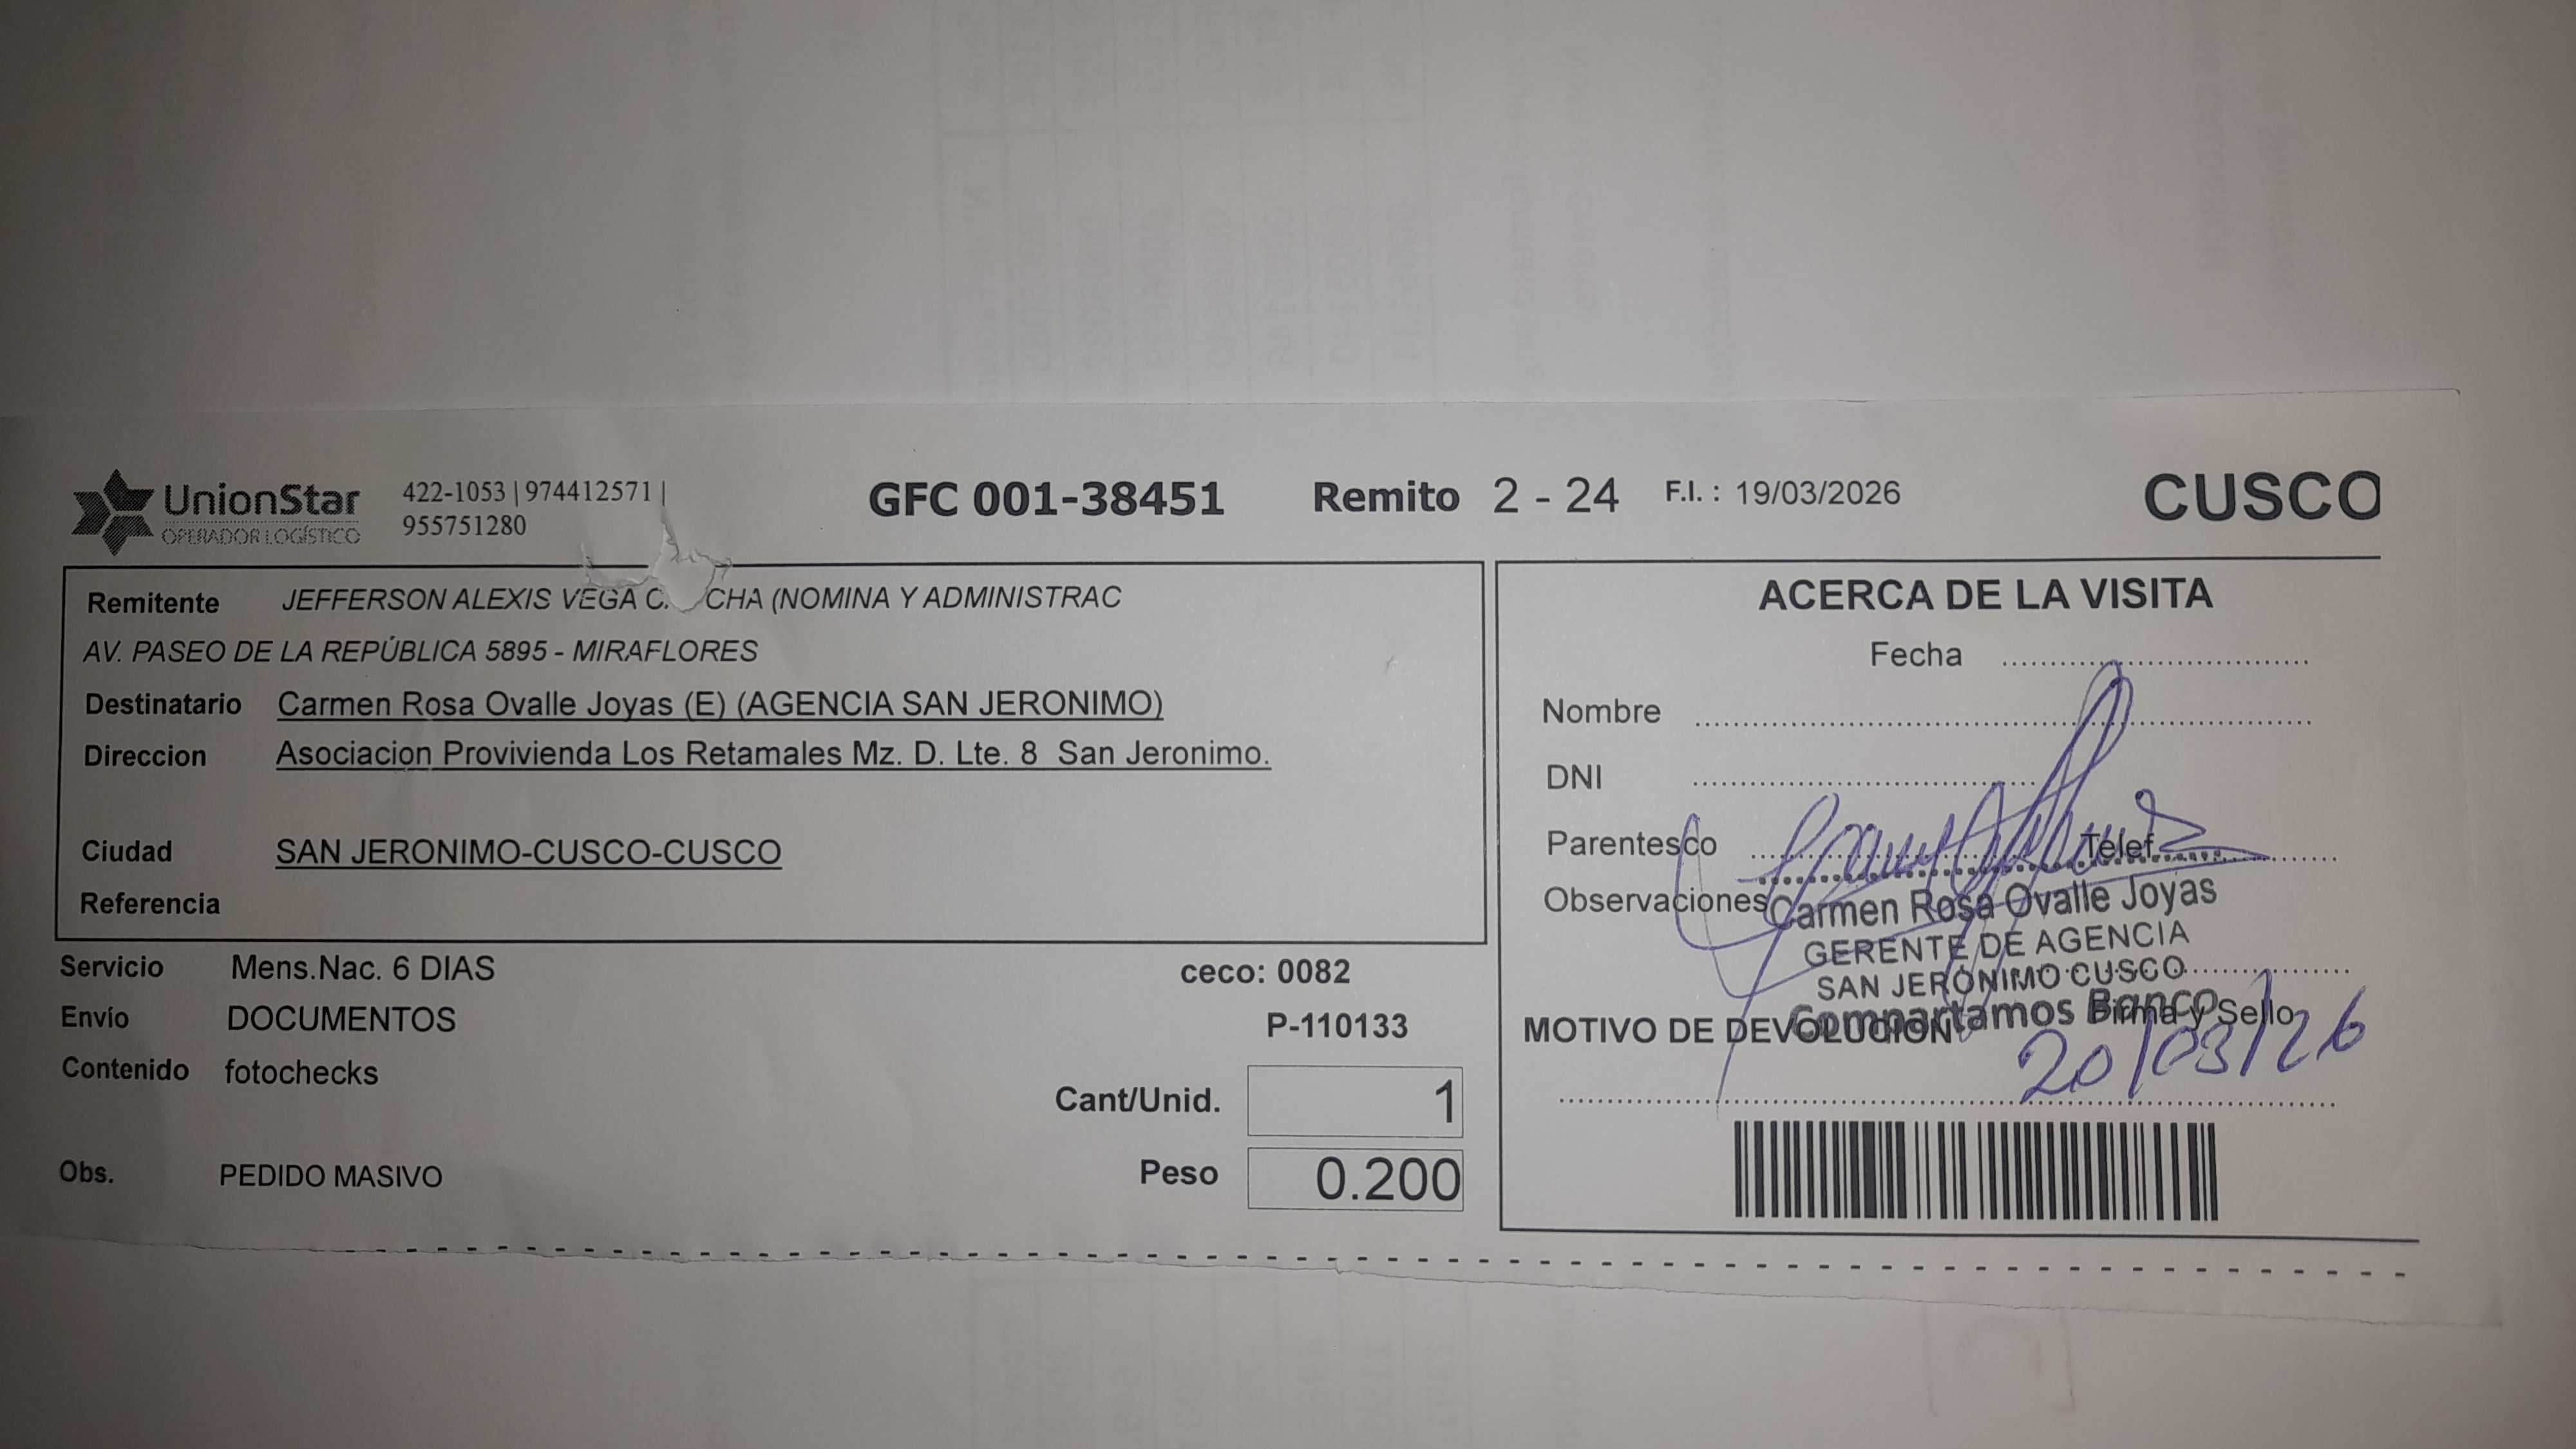 UnionStar
OPERADOR LOGÍSTICO
422-1053 | 974412571 |
955751280
GFC 001-38451
Remito 2 - 24
F.I. : 19/03/2026
CUSCO
Remitente JEFFERSON ALEXIS VEGA (NOMINA Y ADMINISTRAC
AV. PASEO DE LA REPÚBLICA 5895 - MIRAFLORES
Destinatario Carmen Rosa Ovalle Joyas (E) (AGENCIA SAN JERONIMO)
Direccion Asociacion Provivienda Los Retamales Mz. D. Lte. 8 San Jeronimo.
Ciudad SAN JERONIMO-CUSCO-CUSCO
Referencia
Servicio Mens.Nac. 6 DIAS
ceco: 0082
Envío DOCUMENTOS
P-110133
Contenido fotochecks
Cant/Unid. 1
Peso 0.200
Obs. PEDIDO MASIVO
ACERCA DE LA VISITA
Fecha
Nombre
DNI
Parentesco Telef
Observaciones
Carmen Rosa Ovalle Joyas
GERENTE DE AGENCIA
SAN JERÓNIMO CUSCO
Compartamos Banco
Firma y Sello
MOTIVO DE DEVOLUCION
20/03/26